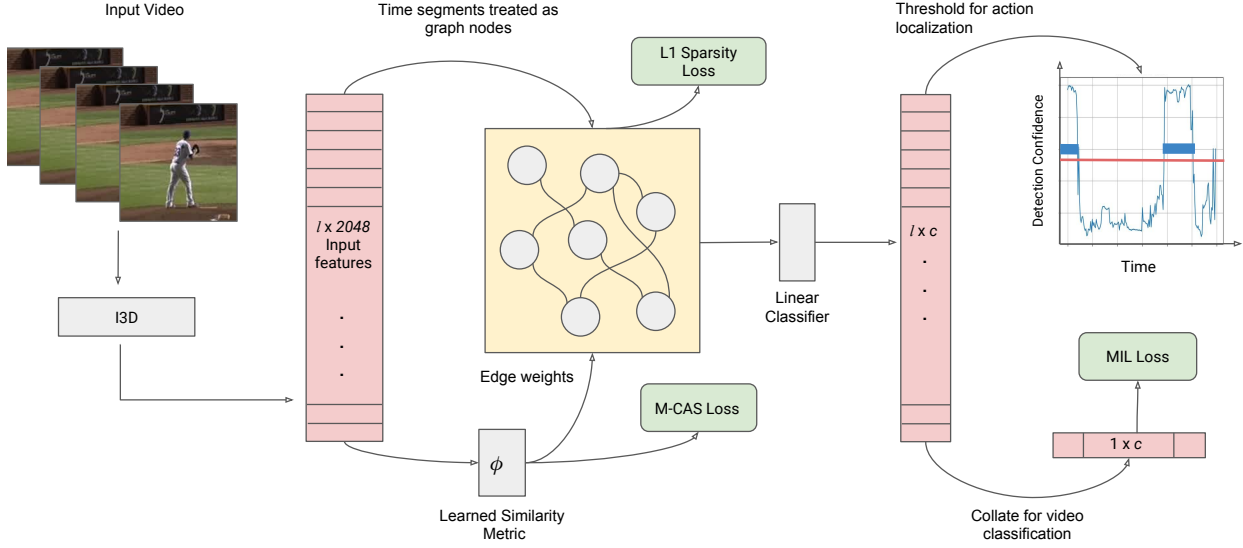 Input Video
Time segments treated as
graph nodes
Threshold for action
localization
L1 Sparsity
Loss
Detection Confidence
Time
l x 2048
Input
features
l x c
Linear
Classifier
I3D
Edge weights
MIL Loss
M-CAS Loss
1 x c
ϕ
Learned Similarity
Metric
Collate for video
classification